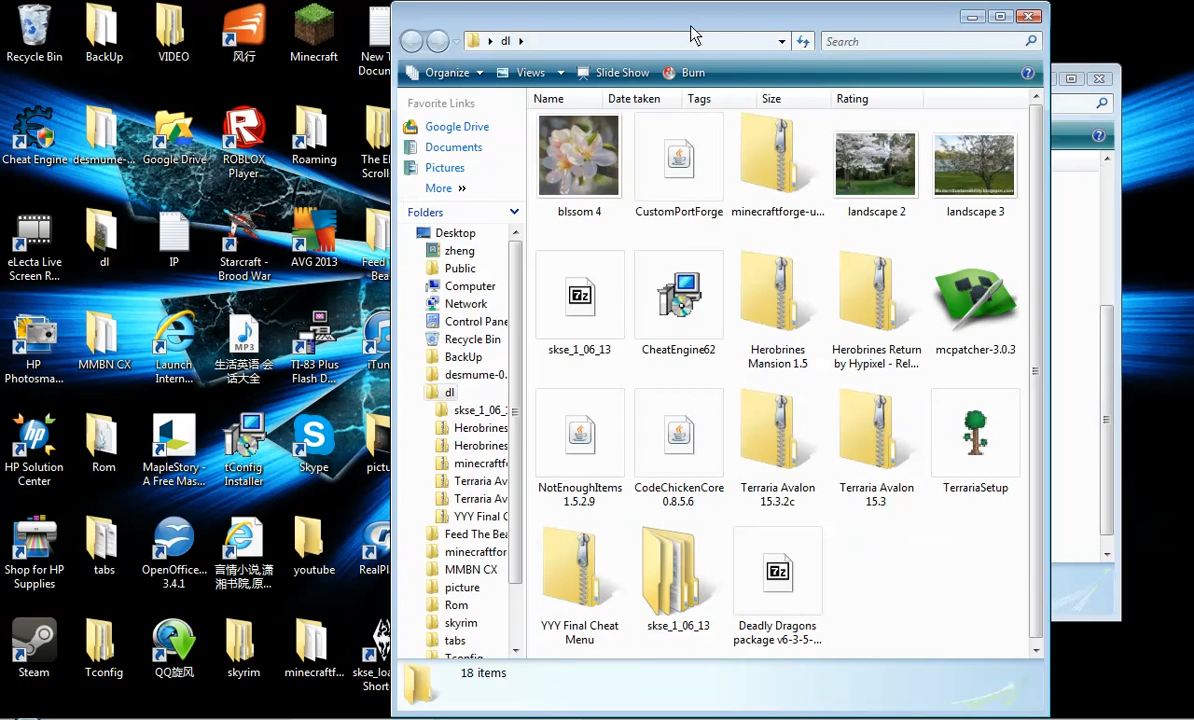 Recycle Bin
BackUp
VIDEO
风行
Minecraft
New T
Docum
Cheat Engine
desmume-...
Google Drive
ROBLOX
Player
Roaming
The El
Scroll
eLecta Live
Screen R...
dl
IP
Starcraft -
Brood War
AVG 2013
Feed
Bea
HP
Photosma...
MMBN CX
Launch
Intern...
生活英语·会
话大全
TI-83 Plus
Flash D...
iTun
HP Solution
Center
Rom
MapleStory -
A Free Mas...
tConfig
Installer
Skype
pictu
Shop for HP
Supplies
tabs
OpenOffice...
3.4.1
言情小说,潇
湘书院,原...
youtube
RealPl
Steam
Tconfig
QQ旋风
skyrim
minecraftf...
skse_loa
Short
dl
Search
Organize
Views
Slide Show
Burn
Favorite Links
Google Drive
Documents
Pictures
More »
Folders
Desktop
zheng
Public
Computer
Network
Control Pane
Recycle Bin
BackUp
desmume-0.
dl
skse_1_06_
Herobrines
Herobrines
minecraftf
Terraria Av
Terraria Av
YYY Final C
Feed The Bea
minecraftfor
MMBN CX
picture
Rom
skyrim
tabs
Tconfig
Name
Date taken
Tags
Size
Rating
blssom 4
CustomPortForge
minecraftforge-u...
landscape 2
landscape 3
skse_1_06_13
CheatEngine62
Herobrines
Mansion 1.5
Herobrines Return
by Hypixel - Rel...
mcpatcher-3.0.3
NotEnoughItems
1.5.2.9
CodeChickenCore
0.8.5.6
Terraria Avalon
15.3.2c
Terraria Avalon
15.3
TerrariaSetup
YYY Final Cheat
Menu
skse_1_06_13
Deadly Dragons
package v6-3-5-...
18 items